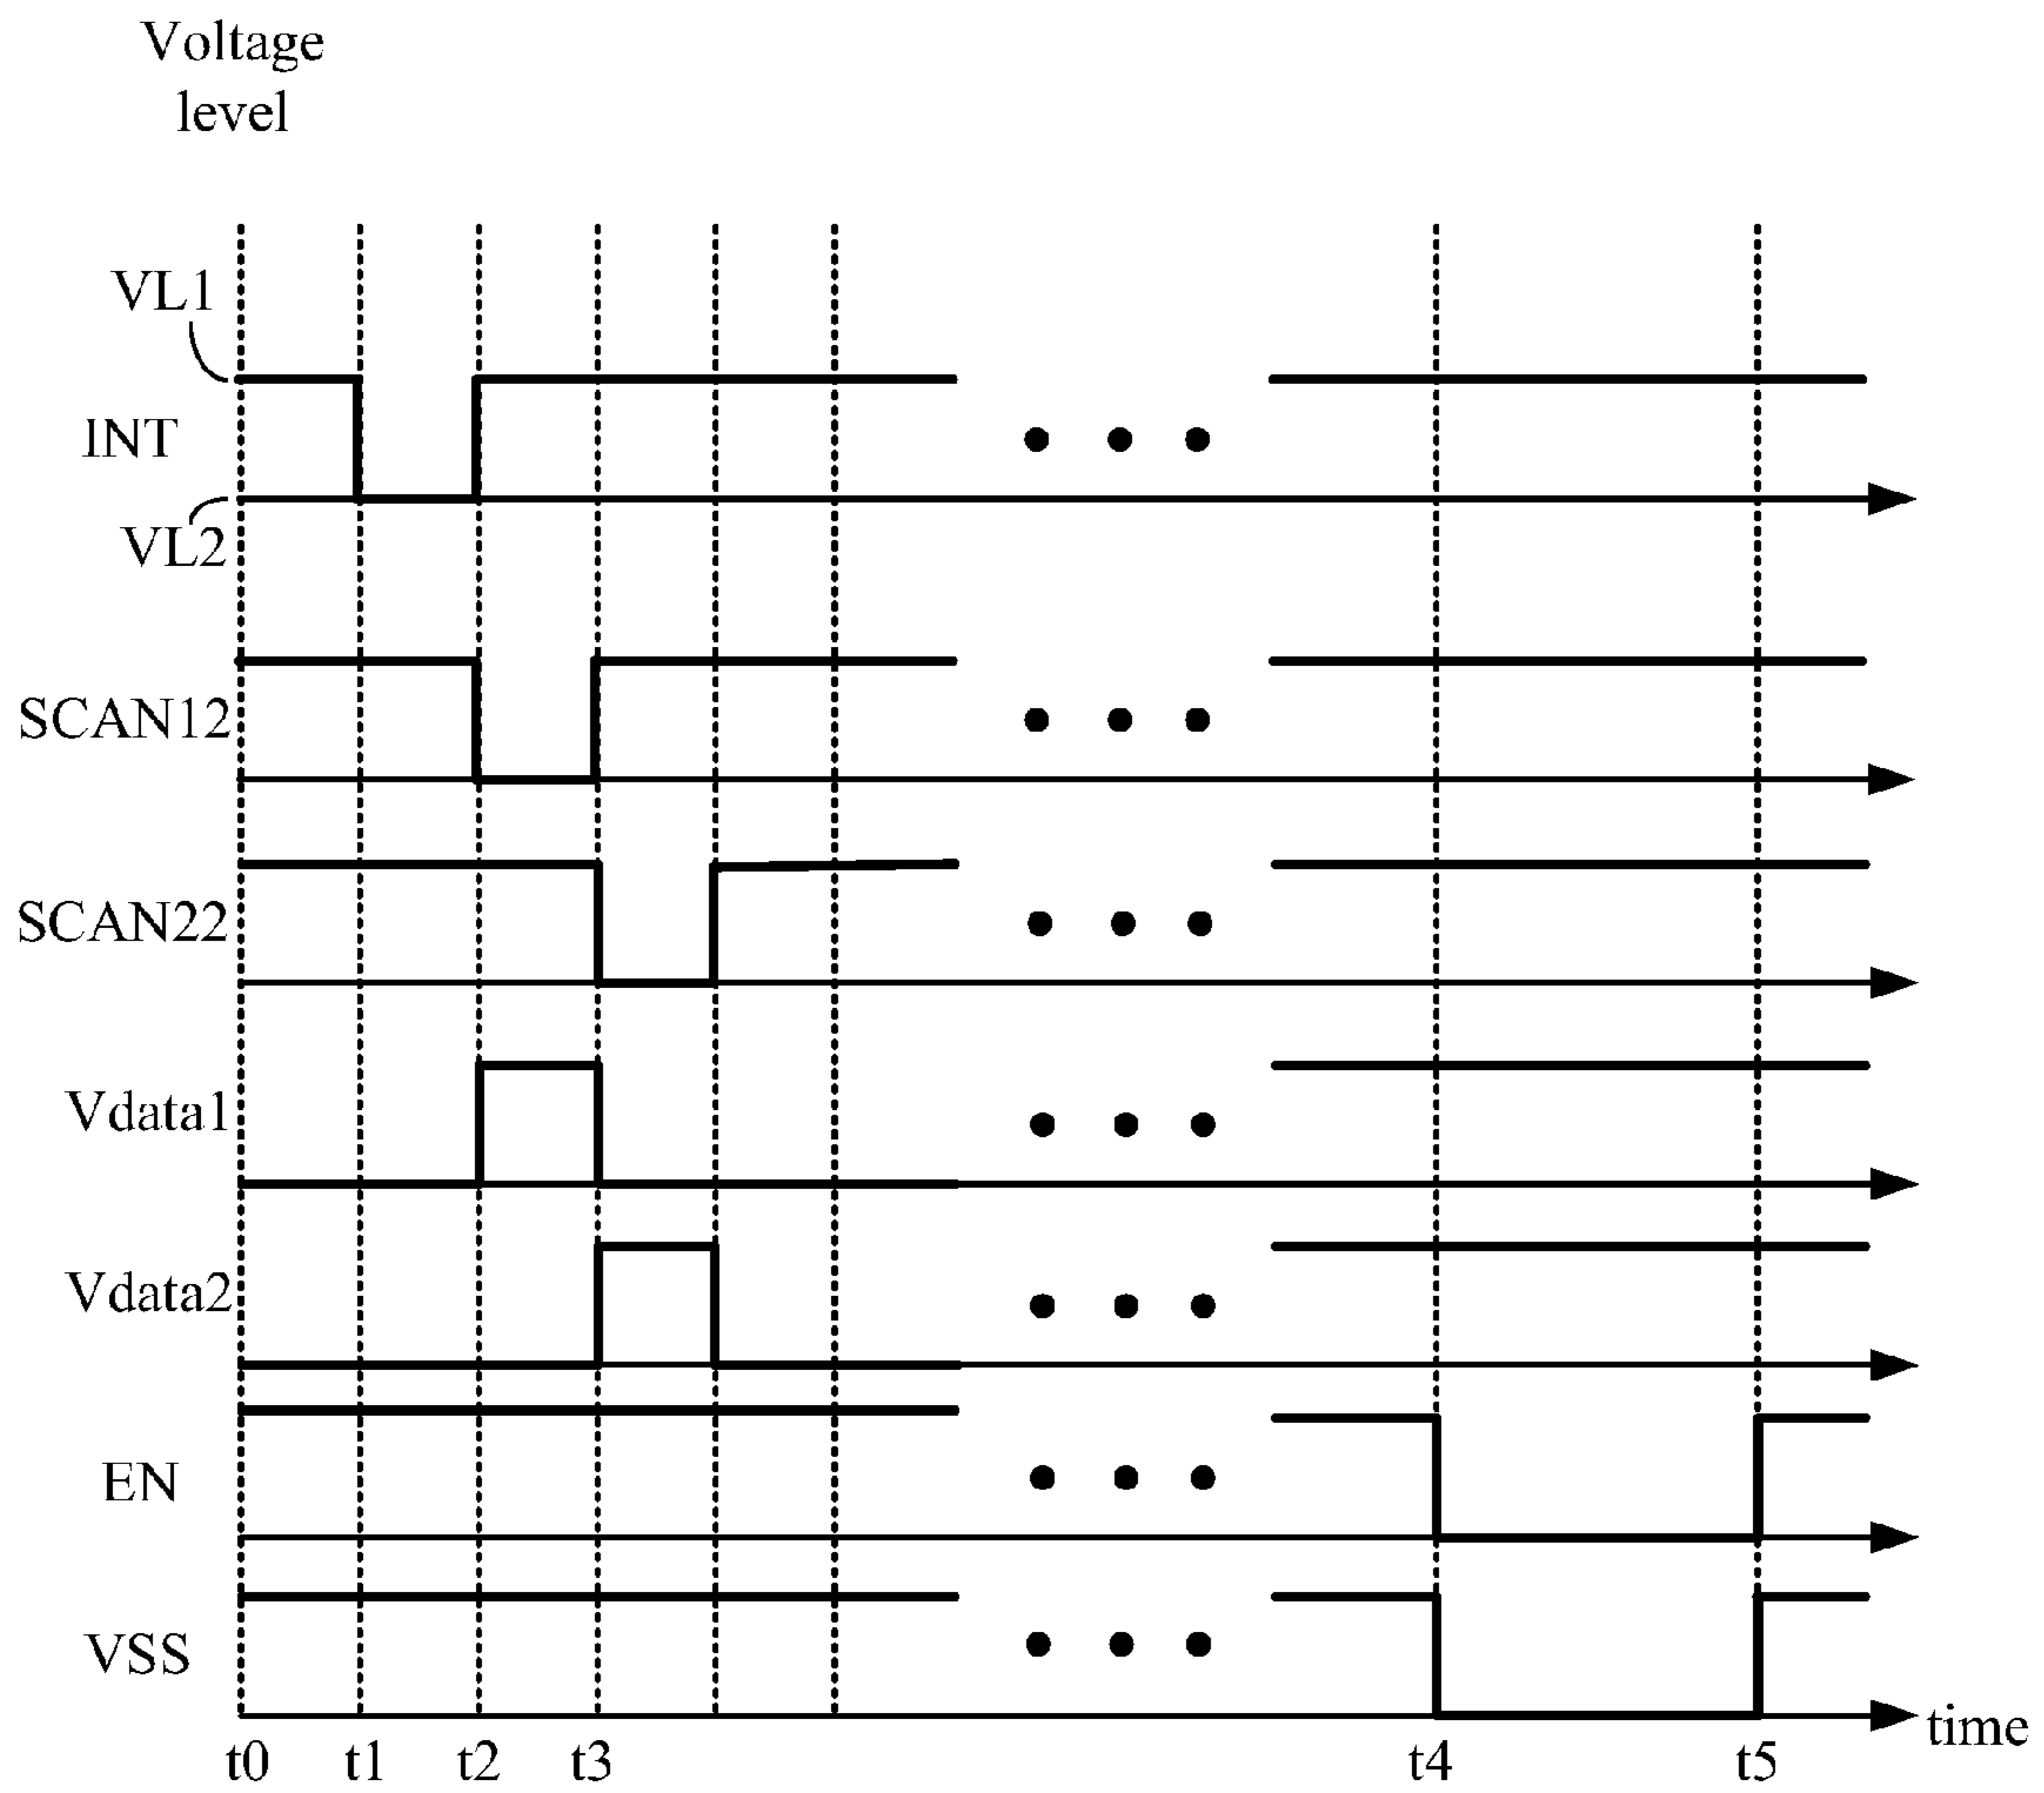 Voltage
level
VL1
INT
VL2
SCAN12
SCAN22
Vdata1
Vdata2
EN
VSS
time
t0 t1 t2 t3 t4 t5